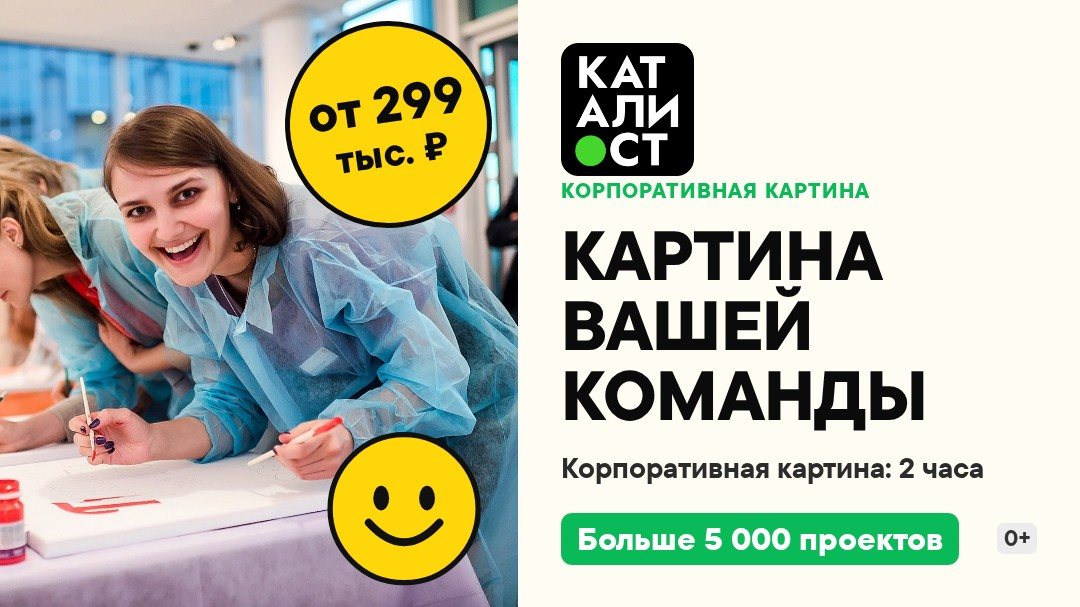 от 299
тыс. ₽
КАТ
АЛИ
СТ
КОРПОРАТИВНАЯ КАРТИНА
КАРТИНА
ВАШЕЙ
КОМАНДЫ
Корпоративная картина: 2 часа
Больше 5 000 проектов
0+